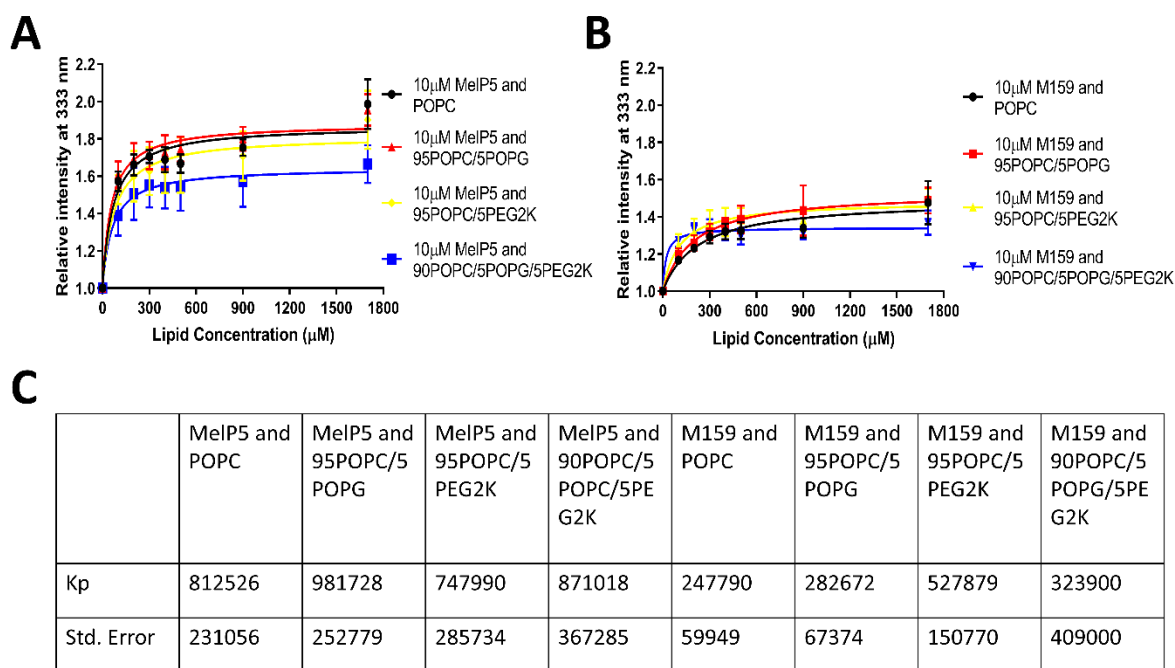 A
Relative intensity at 333 nm
2.2
2.0
1.8
1.6
1.4
1.2
1.0
0
300
600
900
1200
1500
1800
Lipid Concentration (μM)
10μM MelP5 and
POPC
10μM MelP5 and
95POPC/5POPG
10μM MelP5 and
95POPC/5PEG2K
10μM MelP5 and
90POPC/5POPG/5PEG2K
B
Relative intensity at 333 nm
2.2
2.0
1.8
1.6
1.4
1.2
1.0
0
300
600
900
1200
1500
1800
Lipid Concentration (μM)
10μM M159 and
POPC
10μM M159 and
95POPC/5POPG
10μM M159 and
95POPC/5PEG2K
10μM M159 and
90POPC/5POPG/5PEG2K
C
MelP5 and
POPC
MelP5 and
95POPC/5
POPG
MelP5 and
95POPC/5
PEG2K
MelP5 and
90POPC/5
POPC/5PE
G2K
M159 and
POPC
M159 and
95POPC/5
POPG
M159 and
95POPC/5
PEG2K
M159 and
90POPC/5
POPG/5PE
G2K
Kp 812526 981728 747990 871018 247790 282672 527879 323900
Std. Error 231056 252779 285734 367285 59949 67374 150770 409000